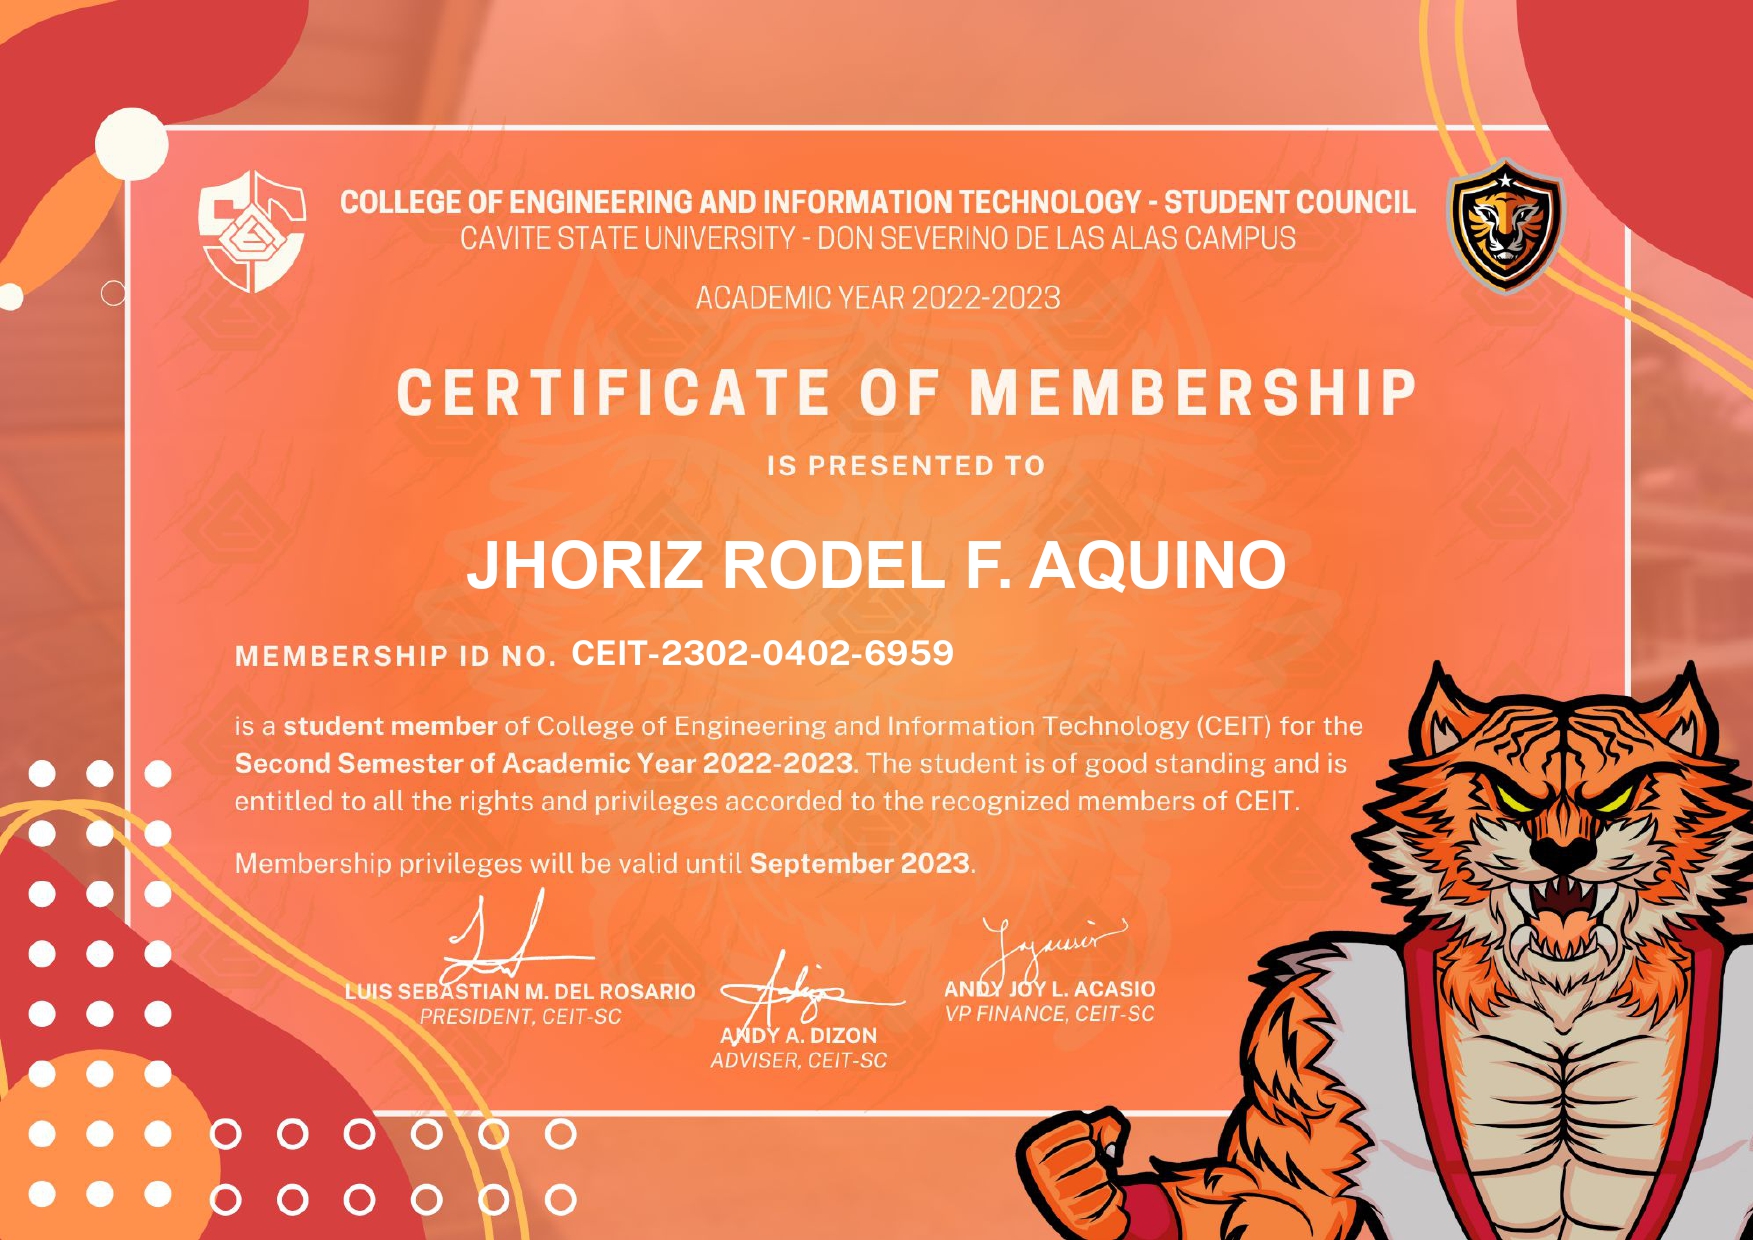 COLLEGE OF ENGINEERING AND INFORMATION TECHNOLOGY - STUDENT COUNCIL
CAVITE STATE UNIVERSITY - DON SEVERINO DE LAS ALAS CAMPUS
ACADEMIC YEAR 2022-2023
CERTIFICATE OF MEMBERSHIP
IS PRESENTED TO
JHORIZ RODEL F. AQUINO
MEMBERSHIP ID NO. CEIT-2302-0402-6959
is a student member of College of Engineering and Information Technology (CEIT) for the
Second Semester of Academic Year 2022-2023. The student is of good standing and is
entitled to all the rights and privileges accorded to the recognized members of CEIT.
Membership privileges will be valid until September 2023.
LUIS SEBASTIAN M. DEL ROSARIO
PRESIDENT, CEIT-SC
ANDY A. DIZON
ADVISER, CEIT-SC
ANDY JOY L. ACASIO
VP FINANCE, CEIT-SC